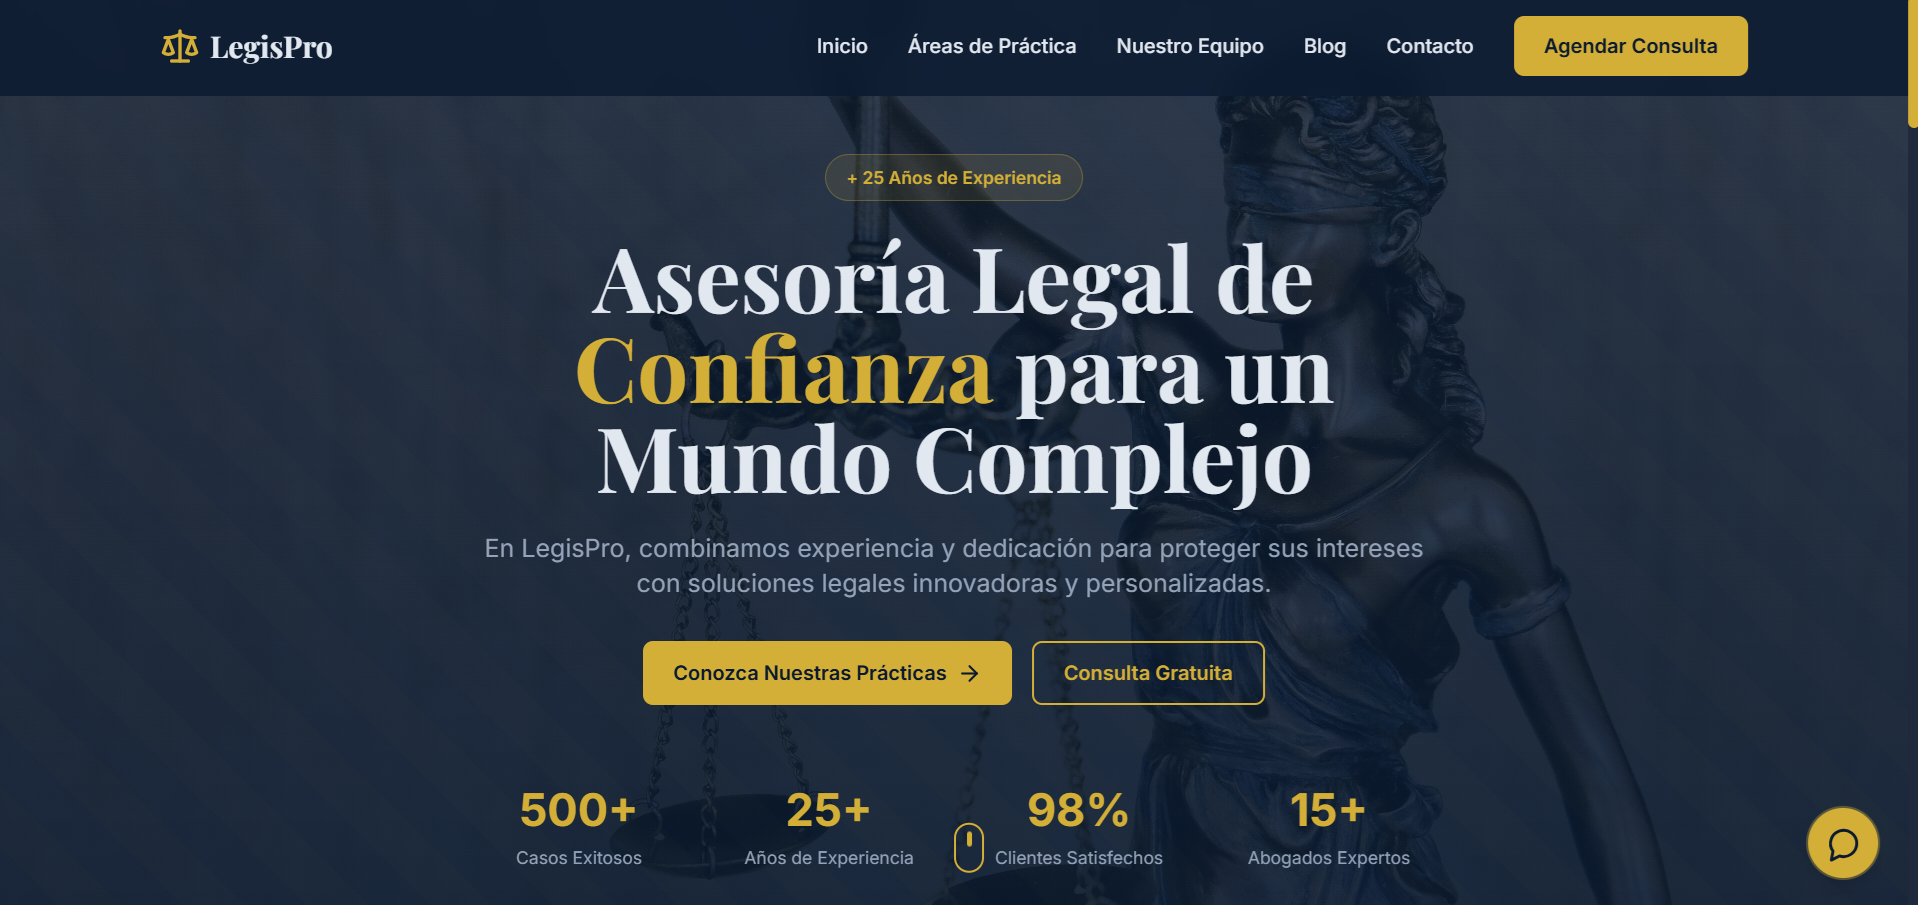 LegisPro
Inicio
Áreas de Práctica
Nuestro Equipo
Blog
Contacto
Agendar Consulta
+ 25 Años de Experiencia
Asesoría Legal de
Confianza para un
Mundo Complejo
En LegisPro, combinamos experiencia y dedicación para proteger sus intereses
con soluciones legales innovadoras y personalizadas.
Conozca Nuestras Prácticas
Consulta Gratuita
500+
Casos Exitosos
25+
Años de Experiencia
98%
Clientes Satisfechos
15+
Abogados Expertos